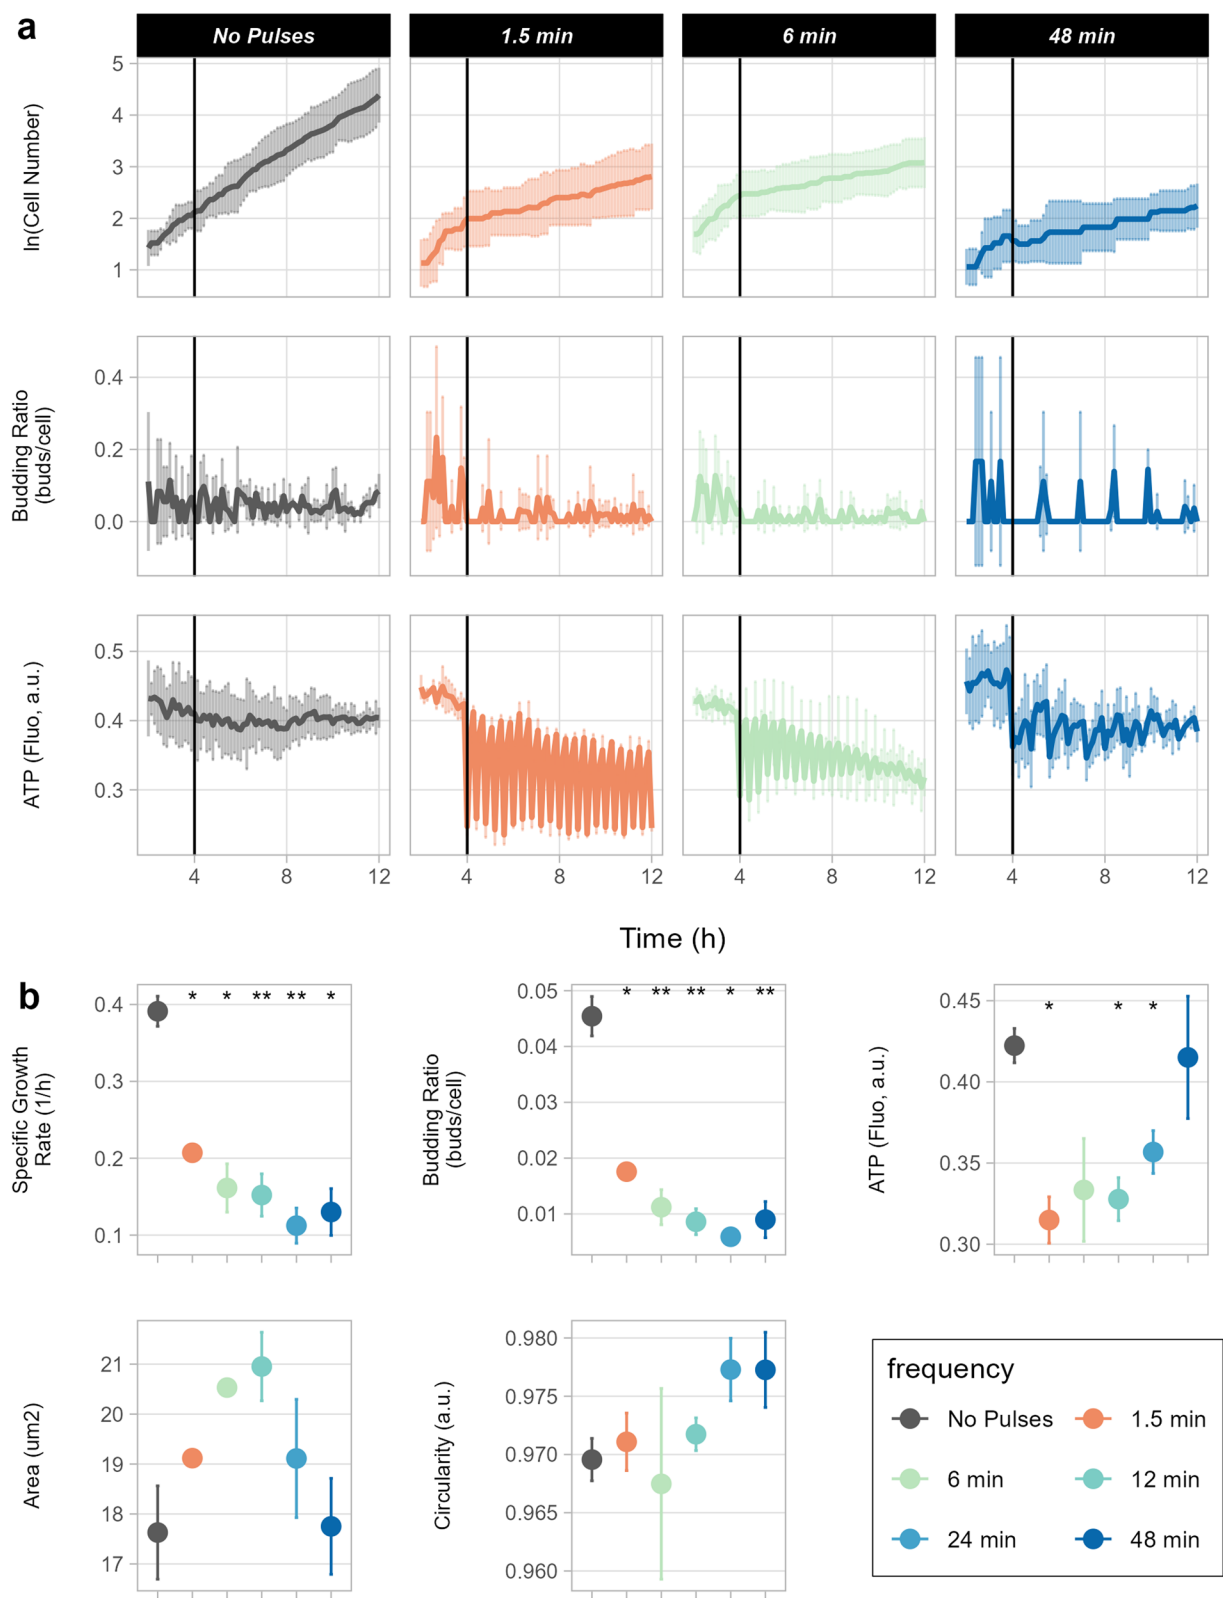 a
No Pulses 1.5 min 6 min 48 min
ln(Cell Number)
5
4
3
2
1
Budding Ratio
(buds/cell)
0.4
0.2
0.0
ATP (Fluo, a.u.)
0.5
0.4
0.3
4 8 12 4 8 12 4 8 12 4 8 12
Time (h)
b
Specific Growth
Rate (1/h)
0.4
0.3
0.2
0.1
* * ** ** *
Budding Ratio
(buds/cell)
0.05
0.04
0.03
0.02
0.01
* ** ** * **
ATP (Fluo, a.u.)
0.45
0.40
0.35
0.30
* * *
Area (um2)
21
20
19
18
17
Circularity (a.u.)
0.980
0.975
0.970
0.965
0.960
frequency
No Pulses 1.5 min
6 min 12 min
24 min 48 min